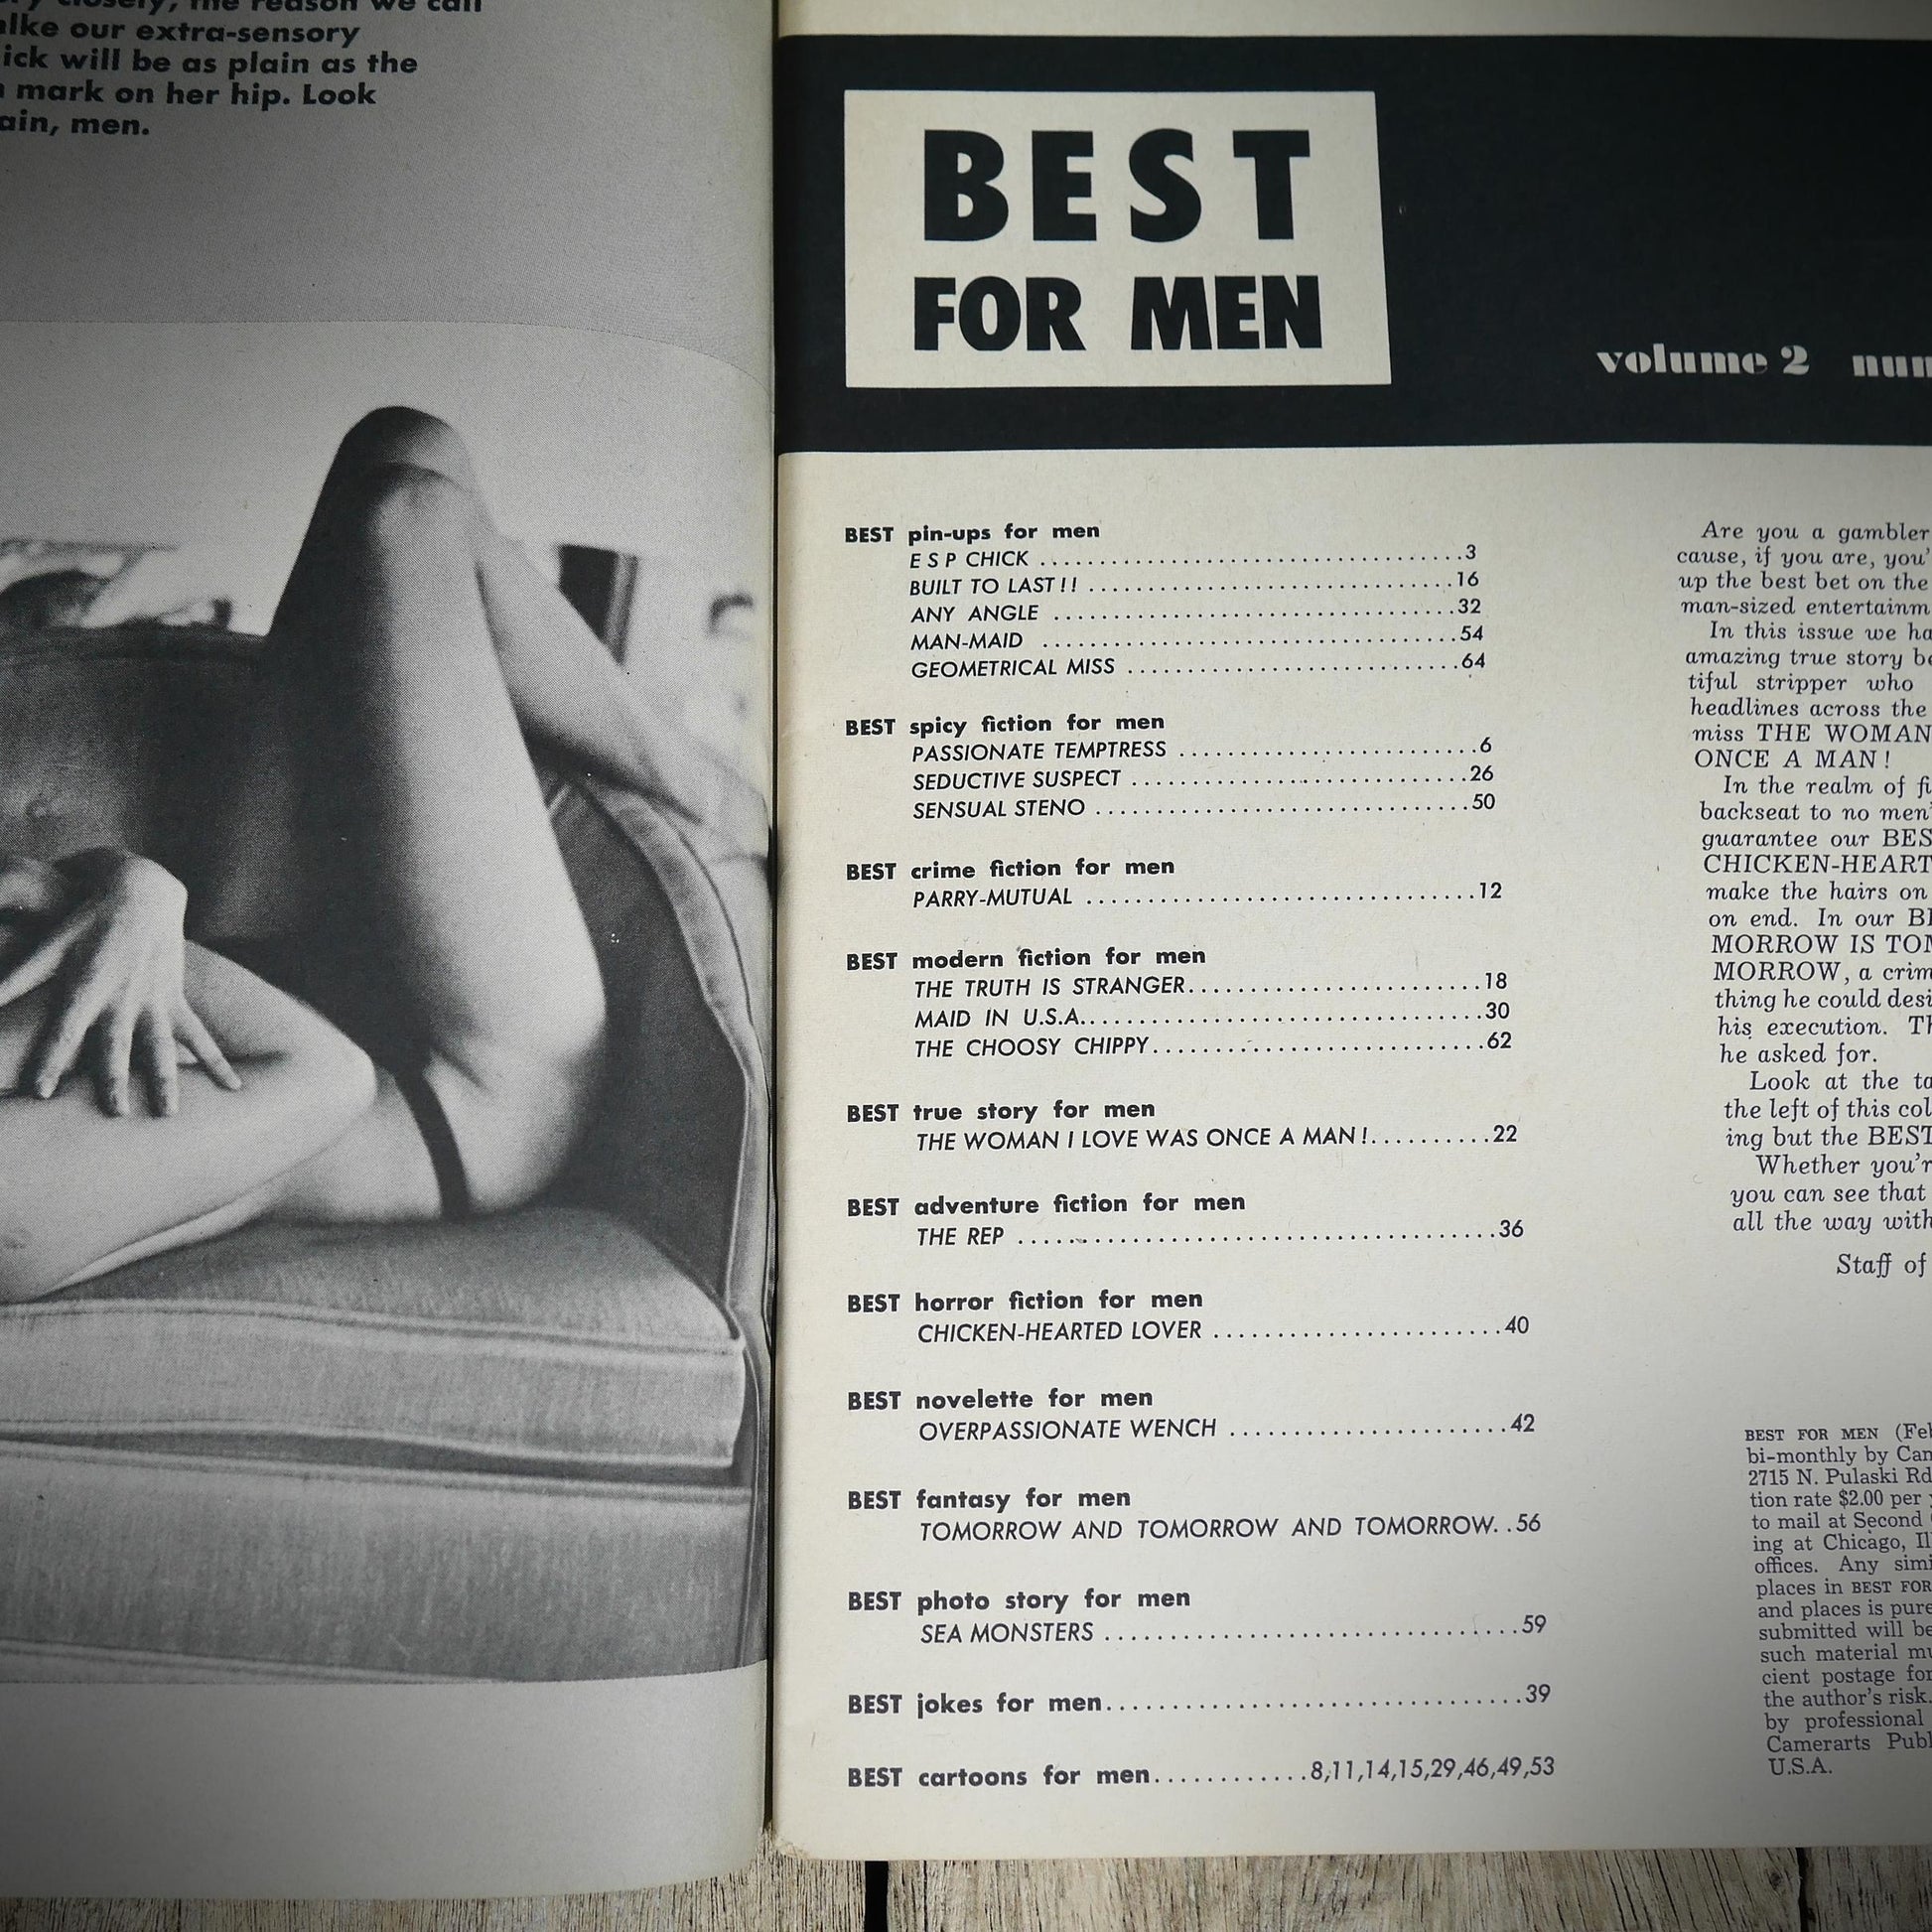 closely, the reason we call
our extra-sensory
will be as plain as the
mark on her hip. Look
men.
BEST
FOR MEN
volume 2
BEST pin-ups for men
E S P CHICK ........................................3
BUILT TO LAST!! ........................................16
ANY ANGLE ........................................32
MAN-MAID ........................................54
GEOMETRICAL MISS ........................................64
BEST spicy fiction for men
PASSIONATE TEMPTRESS ........................................6
SEDUCTIVE SUSPECT ........................................26
SENSUAL STENO ........................................50
BEST crime fiction for men
PARRY-MUTUAL ........................................12
BEST modern fiction for men
THE TRUTH IS STRANGER........................................18
MAID IN U.S.A.........................................30
THE CHOOSY CHIPPY........................................62
BEST true story for men
THE WOMAN I LOVE WAS ONCE A MAN!..........22
BEST adventure fiction for men
THE REP ........................................36
BEST horror fiction for men
CHICKEN-HEARTED LOVER ........................................40
BEST novelette for men
OVERPASSIONATE WENCH ........................................42
BEST fantasy for men
TOMORROW AND TOMORROW AND TOMORROW. .56
BEST photo story for men
SEA MONSTERS ........................................59
BEST jokes for men........................................39
BEST cartoons for men............8,11,14,15,29,46,49,53
Are you a gambler
cause, if you are,
up the best bet on the
man-sized
In this issue we
amazing true story
tiful stripper who
headlines across the
miss THE WOMAN
ONCE A MAN!
In the realm of
backseat to no
guarantee our
make the hairs on
on end. In our
MORROW IS
MORROW, a
thing he could
his execution.
he asked for.
Look at the
the left of this
ing but the BEST
Whether
you can see that
all the way
Staff of
BEST FOR MEN
bi-monthly by
2715 N. Pulaski
tion rate $2.00 per
to mail at Second
ing at Chicago,
offices. Any
places in BEST FOR
and places is
submitted will
such material
cient postage for
the author's risk.
by professional
Camerarts
U.S.A.